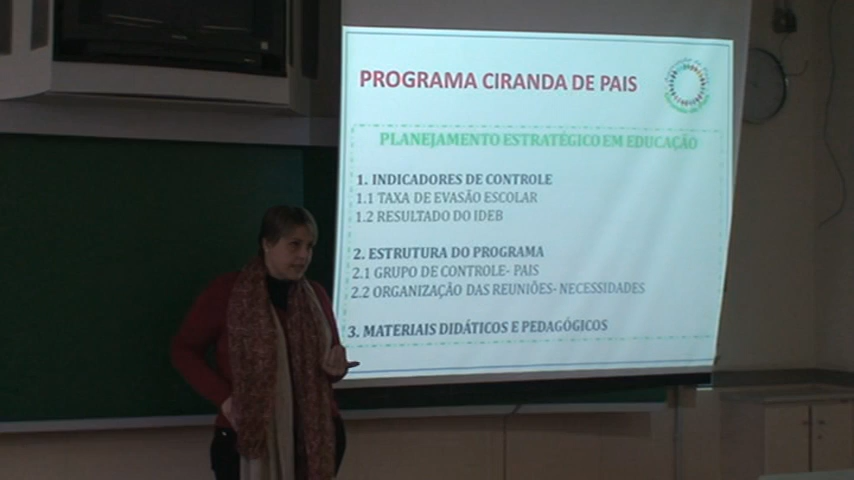 PROGRAMA CIRANDA DE PAIS
PLANEJAMENTO ESTRATÉGICO EM EDUCAÇÃO
1. INDICADORES DE CONTROLE
1.1 TAXA DE EVASÃO ESCOLAR
1.2 RESULTADO DO IDEB
2. ESTRUTURA DO PROGRAMA
2.1 GRUPO DE CONTROLE- PAIS
2.2 ORGANIZAÇÃO DAS REUNIÕES- NECESSIDADES
3. MATERIAIS DIDÁTICOS E PEDAGÓGICOS